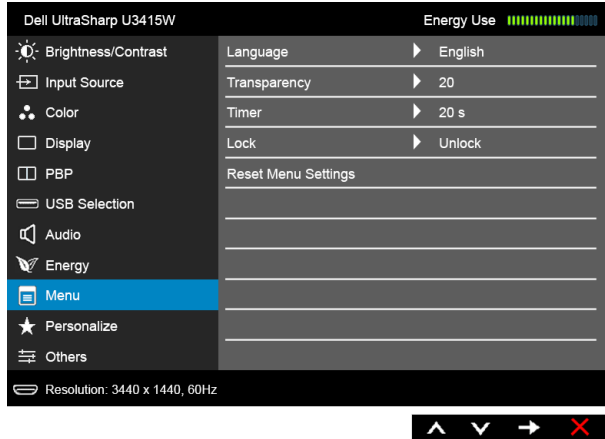 Dell UltraSharp U3415W Energy Use
Brightness/Contrast
Input Source
Color
Display
PBP
USB Selection
Audio
Energy
Menu
Personalize
Others
Language English
Transparency 20
Timer 20 s
Lock Unlock
Reset Menu Settings
Resolution: 3440 x 1440, 60Hz